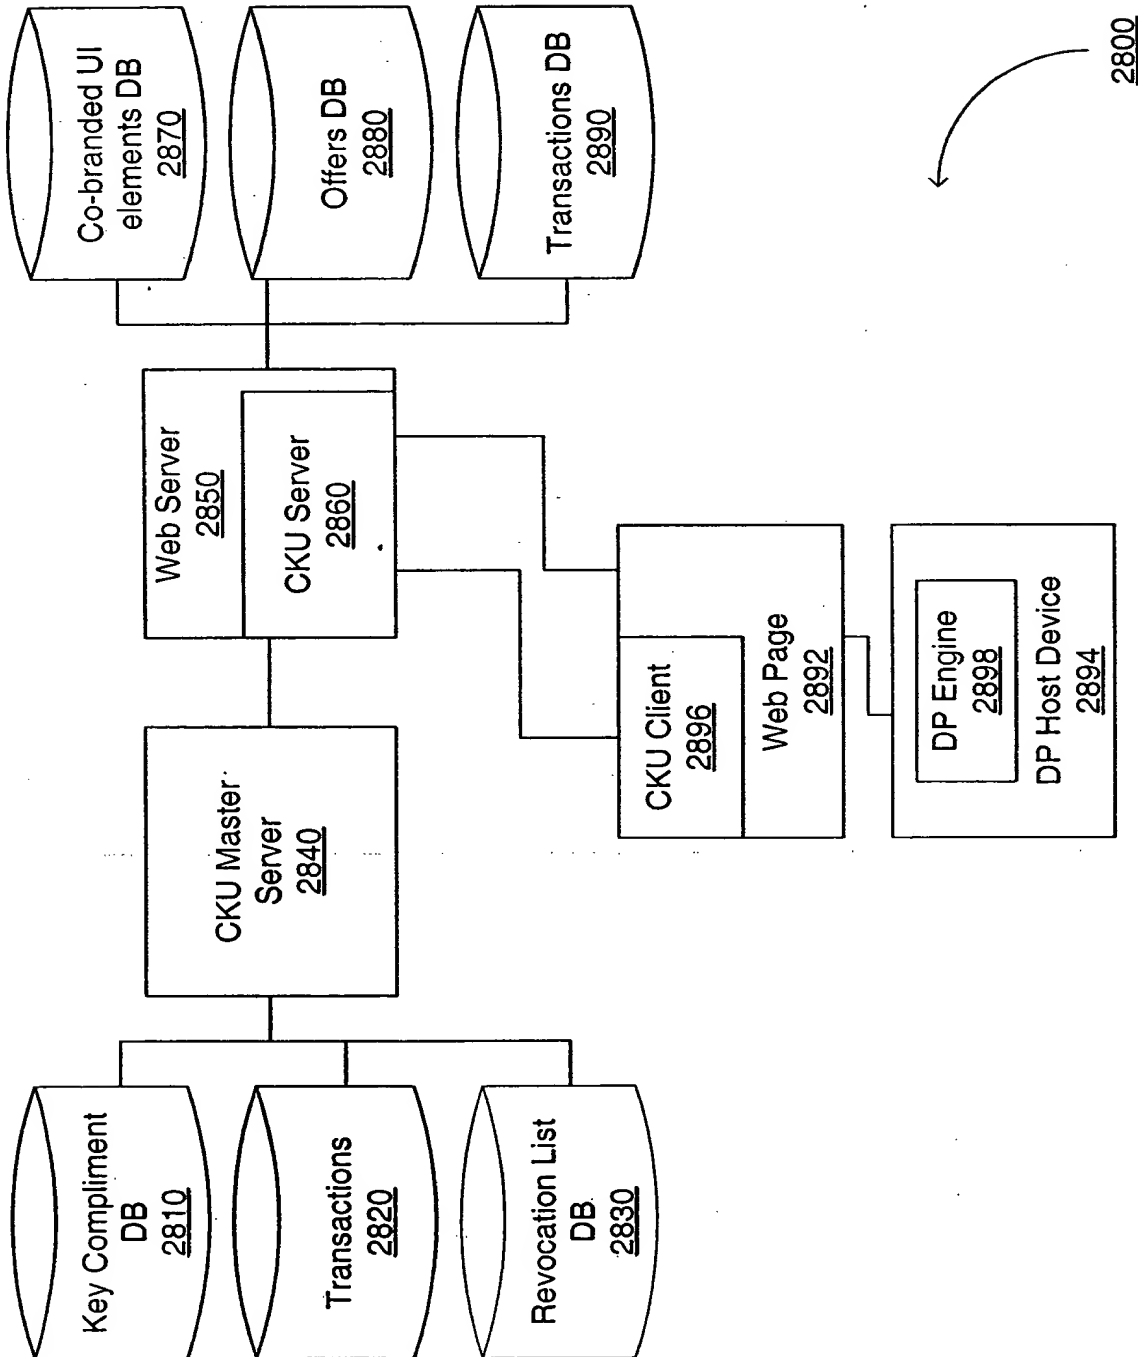 Key Compliment
DB
2810
Transactions
2820
Revocation List
DB
2830
CKU Master
Server
2840
Web Server
2850
CKU Server
2860
Co-branded UI
elements DB
2870
Offers DB
2880
Transactions DB
2890
CKU Client
2896
Web Page
2892
DP Engine
2898
DP Host Device
2894
2800